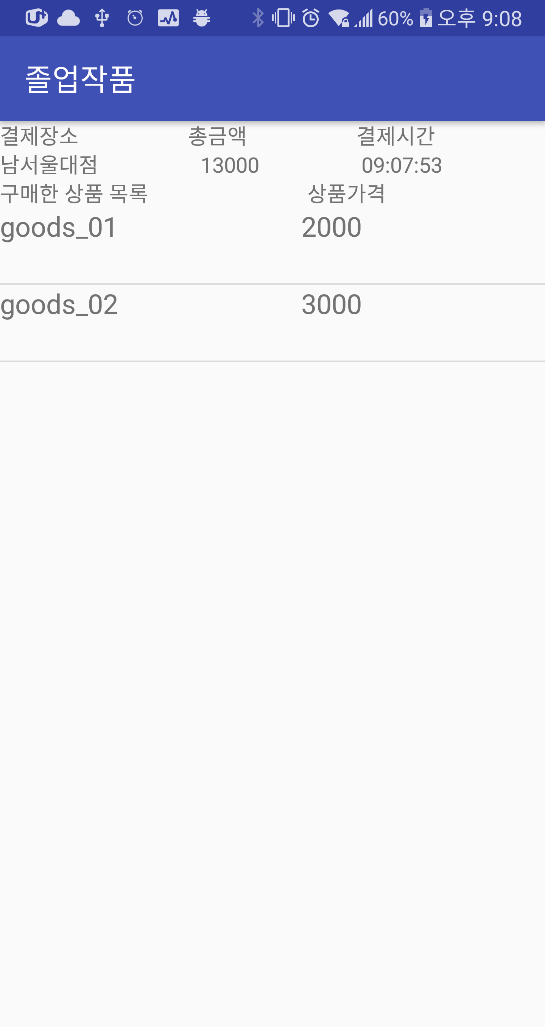 60% 오후 9:08
졸업작품
결제장소 총금액 결제시간
남서울대점 13000 09:07:53
구매한 상품 목록 상품가격
goods_01 2000
goods_02 3000